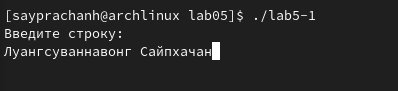 [sayprachanh@archlinux lab05]$ ./lab5-1
Введите строку:
Луангсуваннавонг Сайпхачан